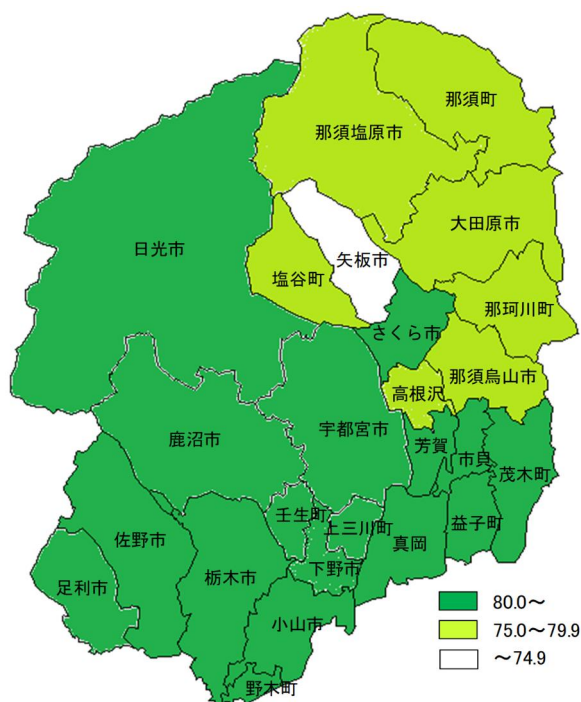 那須町
那須塩原市
大田原市
日光市
矢板市
塩谷町
那珂川町
さくら市
那須烏山市
高根沢
宇都宮市
鹿沼市
芳賀
市貝
茂木町
壬生町
上三川町
益子町
佐野市
真岡
下野市
栃木市
足利市
小山市
野木町
80.0～
75.0～79.9
～74.9